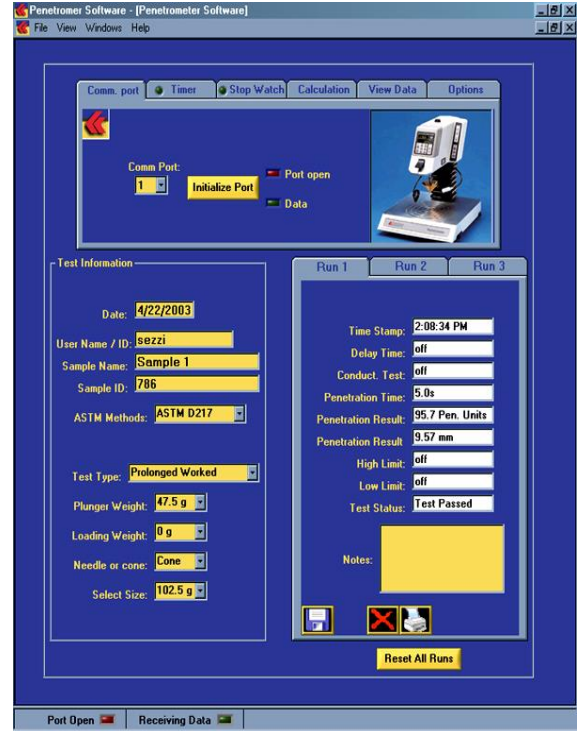 Penetromer Software - [Penetrometer Software]
File View Windows Help
Comm. port Timer Stop Watch Calculation View Data Options
Comm Port:
1 Initialize Port
Port open
Data
Test Information
Date: 4/22/2003
User Name / ID: sezzi
Sample Name: Sample 1
Sample ID: 786
ASTM Methods: ASTM D217
Test Type: Prolonged Worked
Plunger Weight: 47.5 g
Loading Weight: 0 g
Needle or cone: Cone
Select Size: 102.5 g
Run 1 Run 2 Run 3
Time Stamp: 2:08:34 PM
Delay Time: off
Conduct. Test: off
Penetration Time: 5.0s
Penetration Result: 95.7 Pen. Units
Penetration Result 9.57 mm
High Limit: off
Low Limit: off
Test Status: Test Passed
Notes:
Reset All Runs
Port Open Receiving Data